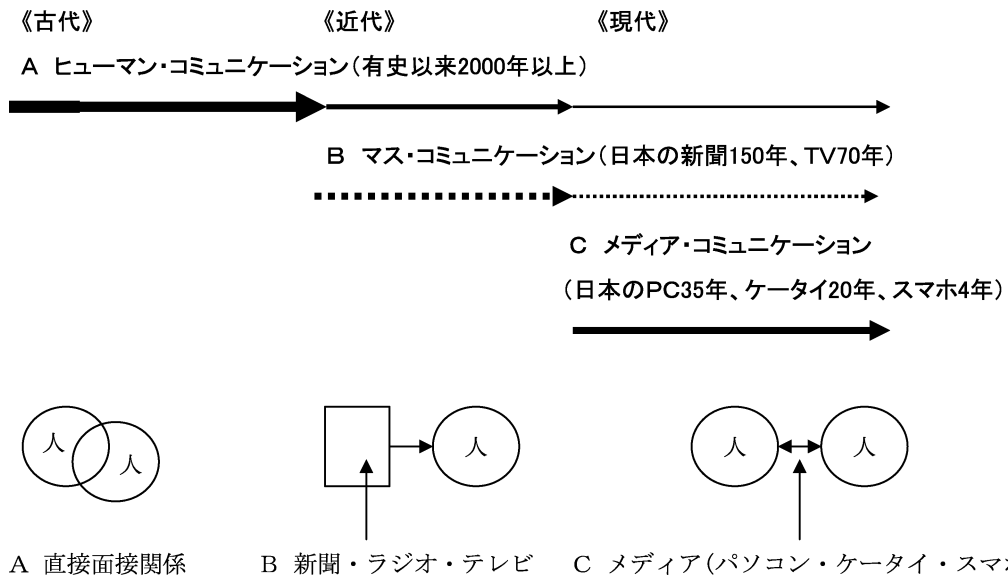 《古代》 《近代》 《現代》
A ヒューマン・コミュニケーション(有史以来2000年以上)
B マス・コミュニケーション(日本の新聞150年、TV70年)
C メディア・コミュニケーション
(日本のPC35年、ケータイ20年、スマホ4年)
人 人 人 人 人
A 直接面接関係 B 新聞・ラジオ・テレビ C メディア(パソコン・ケータイ・スマ